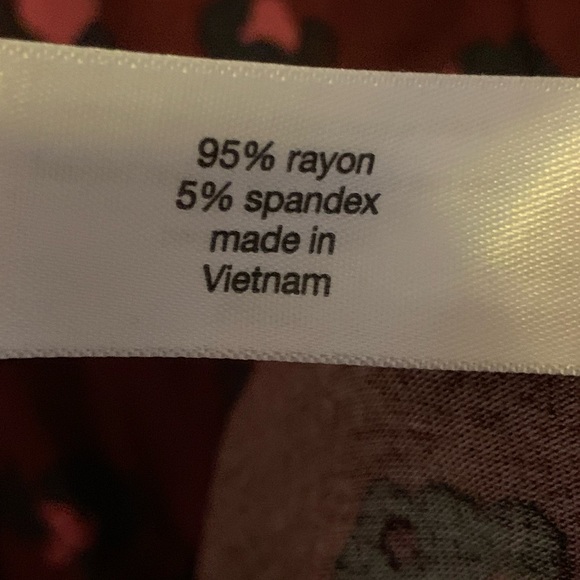 95% rayon
5% spandex
made in
Vietnam